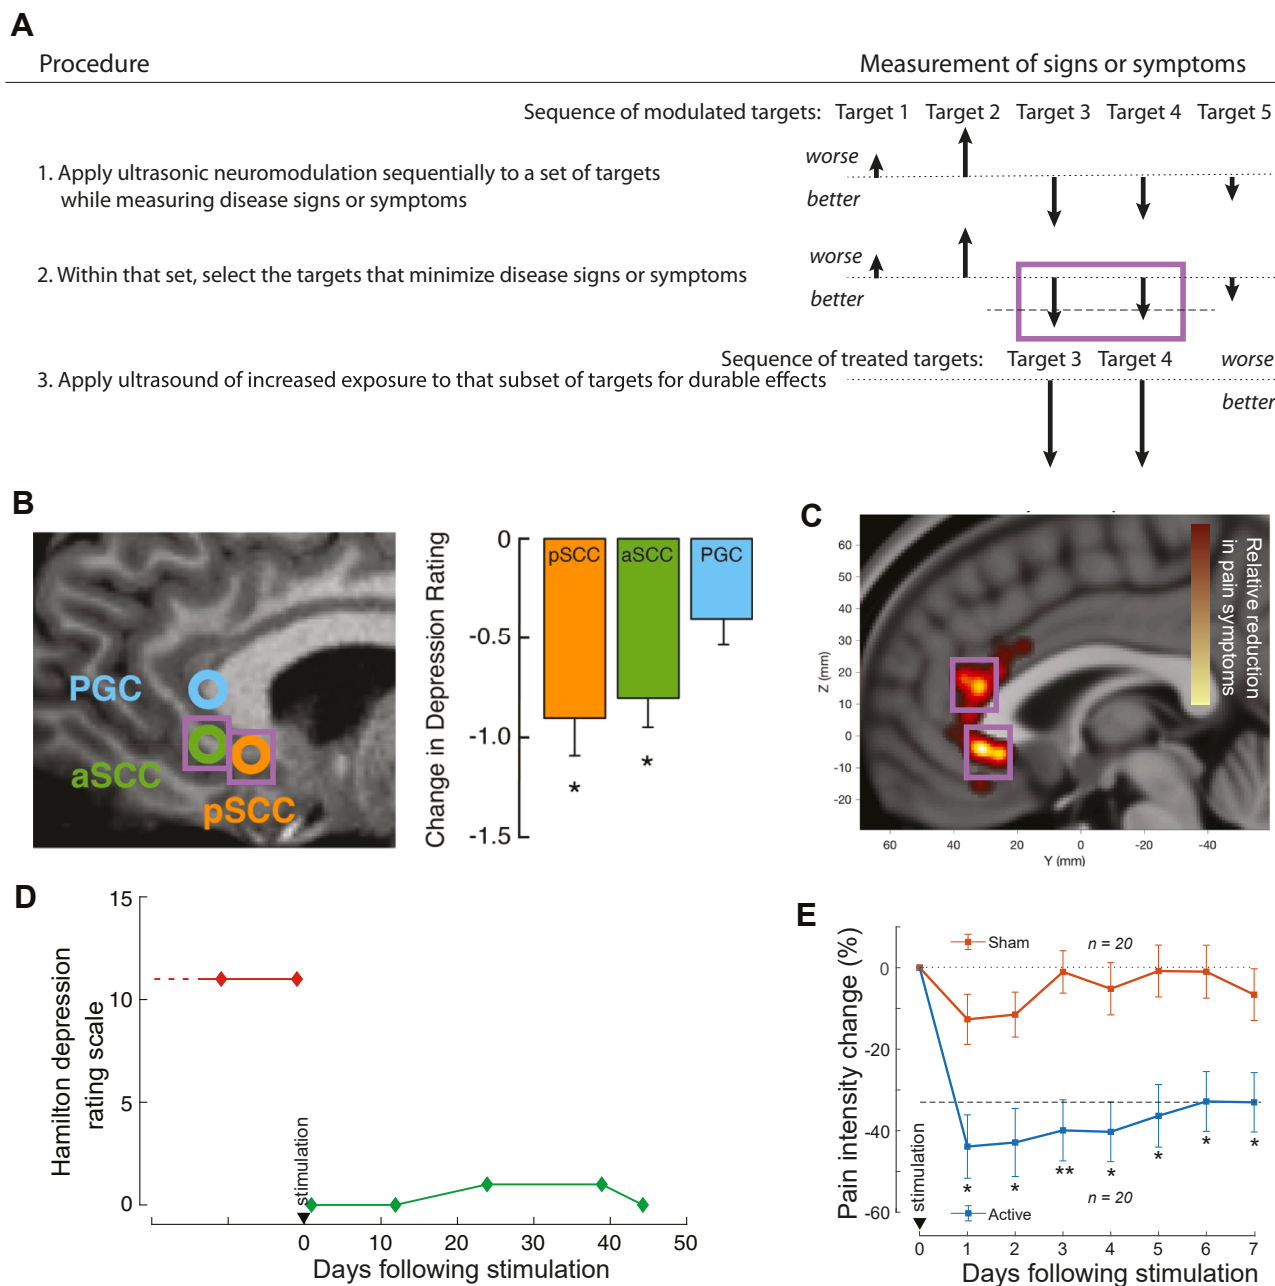 A
Procedure
Measurement of signs or symptoms
Sequence of modulated targets: Target 1 Target 2 Target 3 Target 4 Target 5
1. Apply ultrasonic neuromodulation sequentially to a set of targets
while measuring disease signs or symptoms
worse
better
2. Within that set, select the targets that minimize disease signs or symptoms
worse
better
Sequence of treated targets: Target 3 Target 4
3. Apply ultrasound of increased exposure to that subset of targets for durable effects
worse
better
B
PGC
aSCC
pSCC
Change in Depression Rating
0
-0.5
-1.0
-1.5
pSCC
aSCC
PGC
*
*
C
Relative reduction
in pain symptoms
Z (mm)
60
50
40
30
20
10
0
-10
-20
60 40 20 0 -20 -40
Y (mm)
D
Hamilton depression
rating scale
15
10
5
0
stimulation
0 10 20 30 40 50
Days following stimulation
E
Pain intensity change (%)
0
-20
-40
-60
Sham
n = 20
* * ** * * * *
n = 20
Active
stimulation
0 1 2 3 4 5 6 7
Days following stimulation